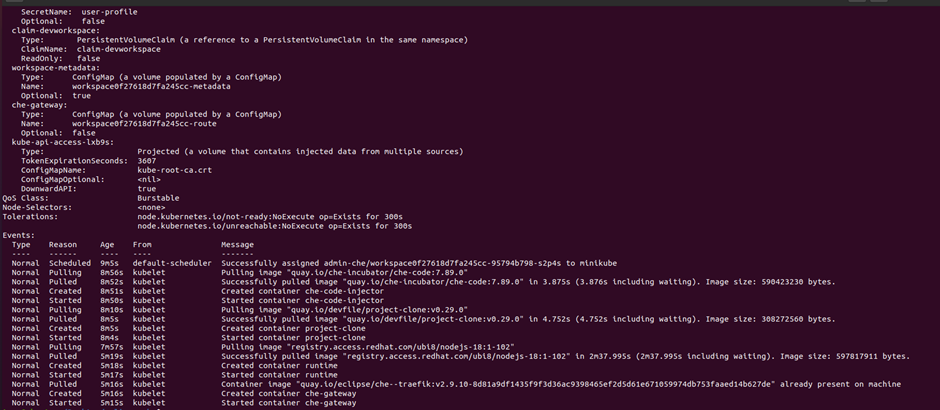 SecretName: user-profile
Optional: false
claim-devworkspace:
Type: PersistentVolumeClaim (a reference to a PersistentVolumeClaim in the same namespace)
ClaimName: claim-devworkspace
ReadOnly: false
workspace-metadata:
Type: ConfigMap (a volume populated by a ConfigMap)
Name: workspace0f27618d7fa245cc-metadata
Optional: true
che-gateway:
Type: ConfigMap (a volume populated by a ConfigMap)
Name: workspace0f27618d7fa245cc-route
Optional: false
kube-api-access-lxb9s:
Type: Projected (a volume that contains injected data from multiple sources)
TokenExpirationSeconds: 3607
ConfigMapName: kube-root-ca.crt
ConfigMapOptional: <nil>
DownwardAPI: true
QoS Class: Burstable
Node-Selectors: <none>
Tolerations: node.kubernetes.io/not-ready:NoExecute op=Exists for 300s
node.kubernetes.io/unreachable:NoExecute op=Exists for 300s
Events:
Type Reason Age From Message
---- ------ ---- ---- -------
Normal Scheduled 9m5s default-scheduler Successfully assigned admin-che/workspace0f27618d7fa245cc-95794b798-s2p4s to minikube
Normal Pulling 8m56s kubelet Pulling image "quay.io/che-incubator/che-code:7.89.0"
Normal Pulled 8m52s kubelet Successfully pulled image "quay.io/che-incubator/che-code:7.89.0" in 3.875s (3.876s including waiting). Image size: 590423230 bytes.
Normal Created 8m51s kubelet Created container che-code-injector
Normal Started 8m50s kubelet Started container che-code-injector
Normal Pulling 8m10s kubelet Pulling image "quay.io/devfile/project-clone:v0.29.0"
Normal Pulled 8m5s kubelet Successfully pulled image "quay.io/devfile/project-clone:v0.29.0" in 4.752s (4.752s including waiting). Image size: 308272560 bytes.
Normal Created 8m5s kubelet Created container project-clone
Normal Started 8m4s kubelet Started container project-clone
Normal Pulling 7m57s kubelet Pulling image "registry.access.redhat.com/ubi8/nodejs-18:1-102"
Normal Pulled 5m19s kubelet Successfully pulled image "registry.access.redhat.com/ubi8/nodejs-18:1-102" in 2m37.995s (2m37.995s including waiting). Image size: 597817911 bytes.
Normal Created 5m18s kubelet Created container runtime
Normal Started 5m17s kubelet Started container runtime
Normal Pulled 5m16s kubelet Container image "quay.io/eclipse/che--traefik:v2.9.10-8d81a9df1435f9f3d36ac9398465ef2d5d61e671059974db753faaed14b627de" already present on machine
Normal Created 5m16s kubelet Created container che-gateway
Normal Started 5m15s kubelet Started container che-gateway